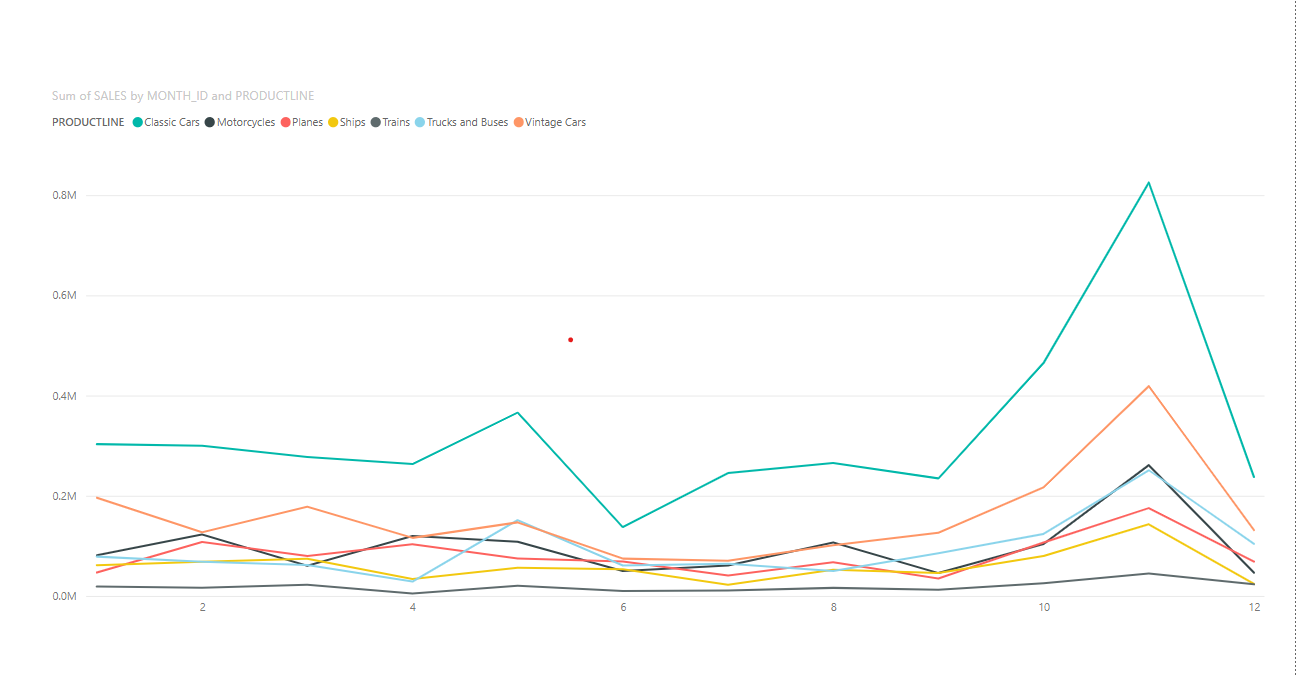 Sum of SALES by MONTH_ID and PRODUCTLINE
PRODUCTLINE Classic Cars Motorcycles Planes Ships Trains Trucks and Buses Vintage Cars
0.8M
0.6M
0.4M
0.2M
0.0M
2 4 6 8 10 12